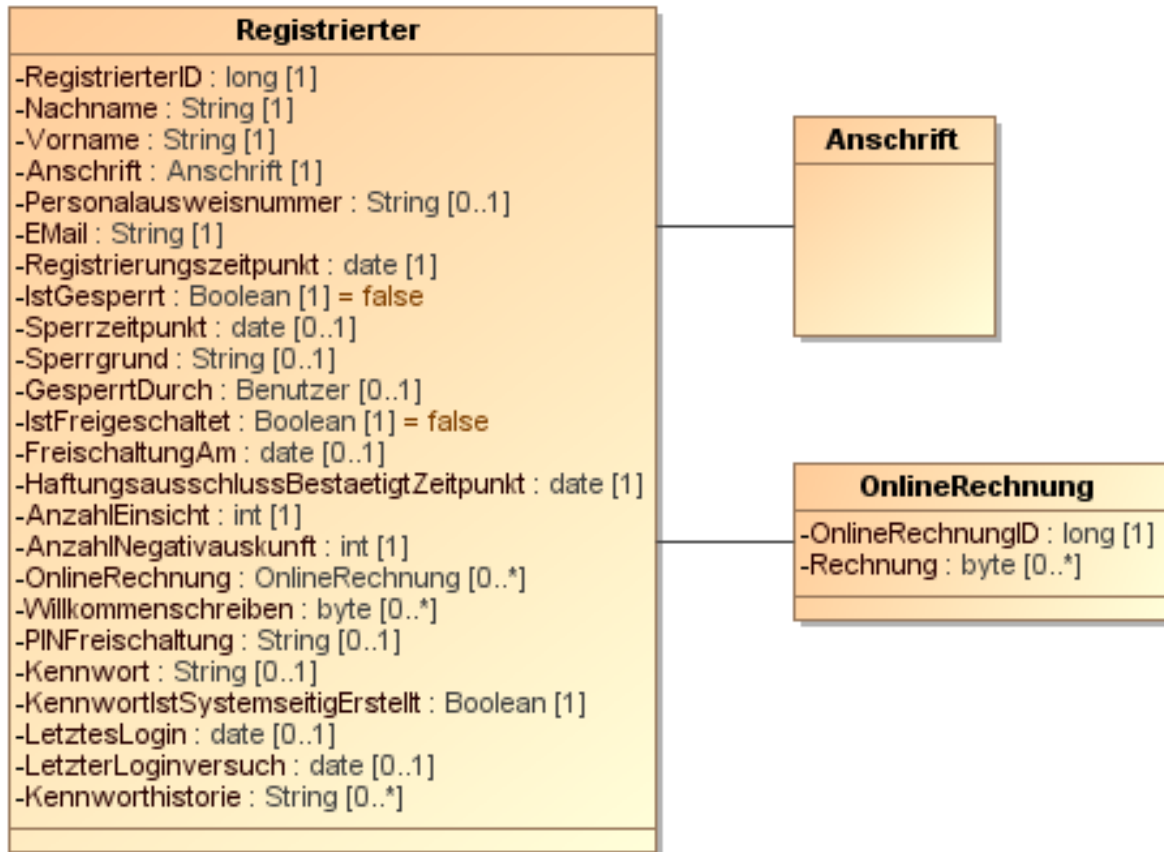 Registrierter
-RegistrierterID : long [1]
-Nachname : String [1]
-Vorname : String [1]
-Anschrift : Anschrift [1]
-Personalausweisnummer : String [0..1]
-EMail : String [1]
-Registrierungszeitpunkt : date [1]
-IstGesperrt : Boolean [1] = false
-Sperrzeitpunkt : date [0..1]
-Sperrgrund : String [0..1]
-GesperrtDurch : Benutzer [0..1]
-IstFreigeschaltet : Boolean [1] = false
-FreischaltungAm : date [0..1]
-HaftungsausschlussBestaetigtZeitpunkt : date [1]
-AnzahlEinsicht : int [1]
-AnzahlNegativauskunft : int [1]
-OnlineRechnung : OnlineRechnung [0..*]
-Willkommenschreiben : byte [0..*]
-PINFreischaltung : String [0..1]
-Kennwort : String [0..1]
-KennwortIstSystemseitigErstellt : Boolean [1]
-LetztesLogin : date [0..1]
-LetzterLoginversuch : date [0..1]
-Kennworthistorie : String [0..*]
Anschrift
OnlineRechnung
-OnlineRechnungID : long [1]
-Rechnung : byte [0..*]